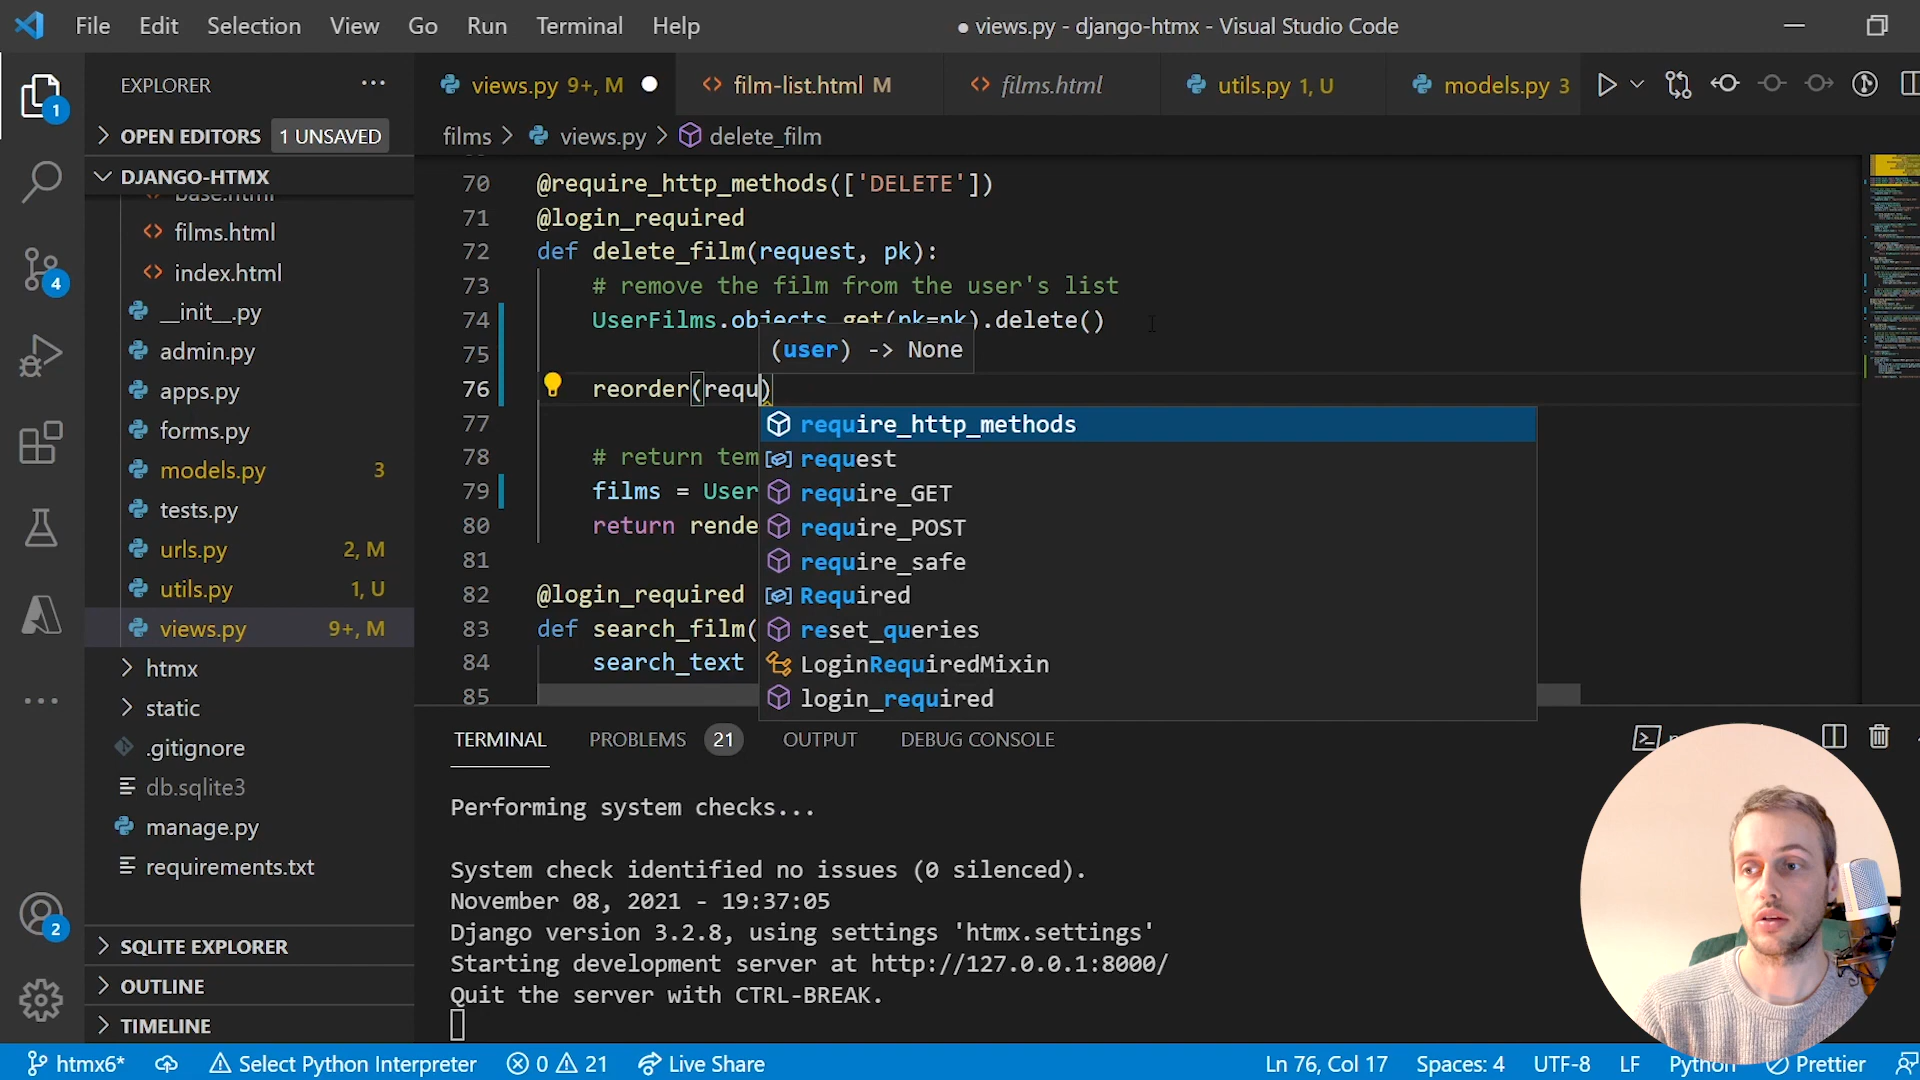 File Edit Selection View Go Run Terminal Help
● views.py - django-htmx - Visual Studio Code
EXPLORER
views.py 9+, M
film-list.html M
films.html
utils.py 1, U
models.py 3
1
OPEN EDITORS 1 UNSAVED
films > views.py > delete_film
DJANGO-HTMX
base.html
films.html
index.html
__init__.py
admin.py
apps.py
forms.py
models.py 3
tests.py
urls.py 2, M
utils.py 1, U
views.py 9+, M
htmx
static
.gitignore
db.sqlite3
manage.py
requirements.txt
SQLITE EXPLORER
OUTLINE
TIMELINE
4
2
70 @require_http_methods(['DELETE'])
71 @login_required
72 def delete_film(request, pk):
73 # remove the film from the user's list
74 UserFilms.objects.get(pk=pk).delete()
75
(user) -> None
76 reorder(requ)
77
78 # return tem
79 films = User
80 return rende
81
82 @login_required
83 def search_film(
84 search_text
85
require_http_methods
request
require_GET
require_POST
require_safe
Required
reset_queries
LoginRequiredMixin
login_required
TERMINAL PROBLEMS 21 OUTPUT DEBUG CONSOLE
Performing system checks...
System check identified no issues (0 silenced).
November 08, 2021 - 19:37:05
Django version 3.2.8, using settings 'htmx.settings'
Starting development server at http://127.0.0.1:8000/
Quit the server with CTRL-BREAK.
htmx6* Select Python Interpreter 0 21 Live Share Ln 76, Col 17 Spaces: 4 UTF-8 LF Python Prettier